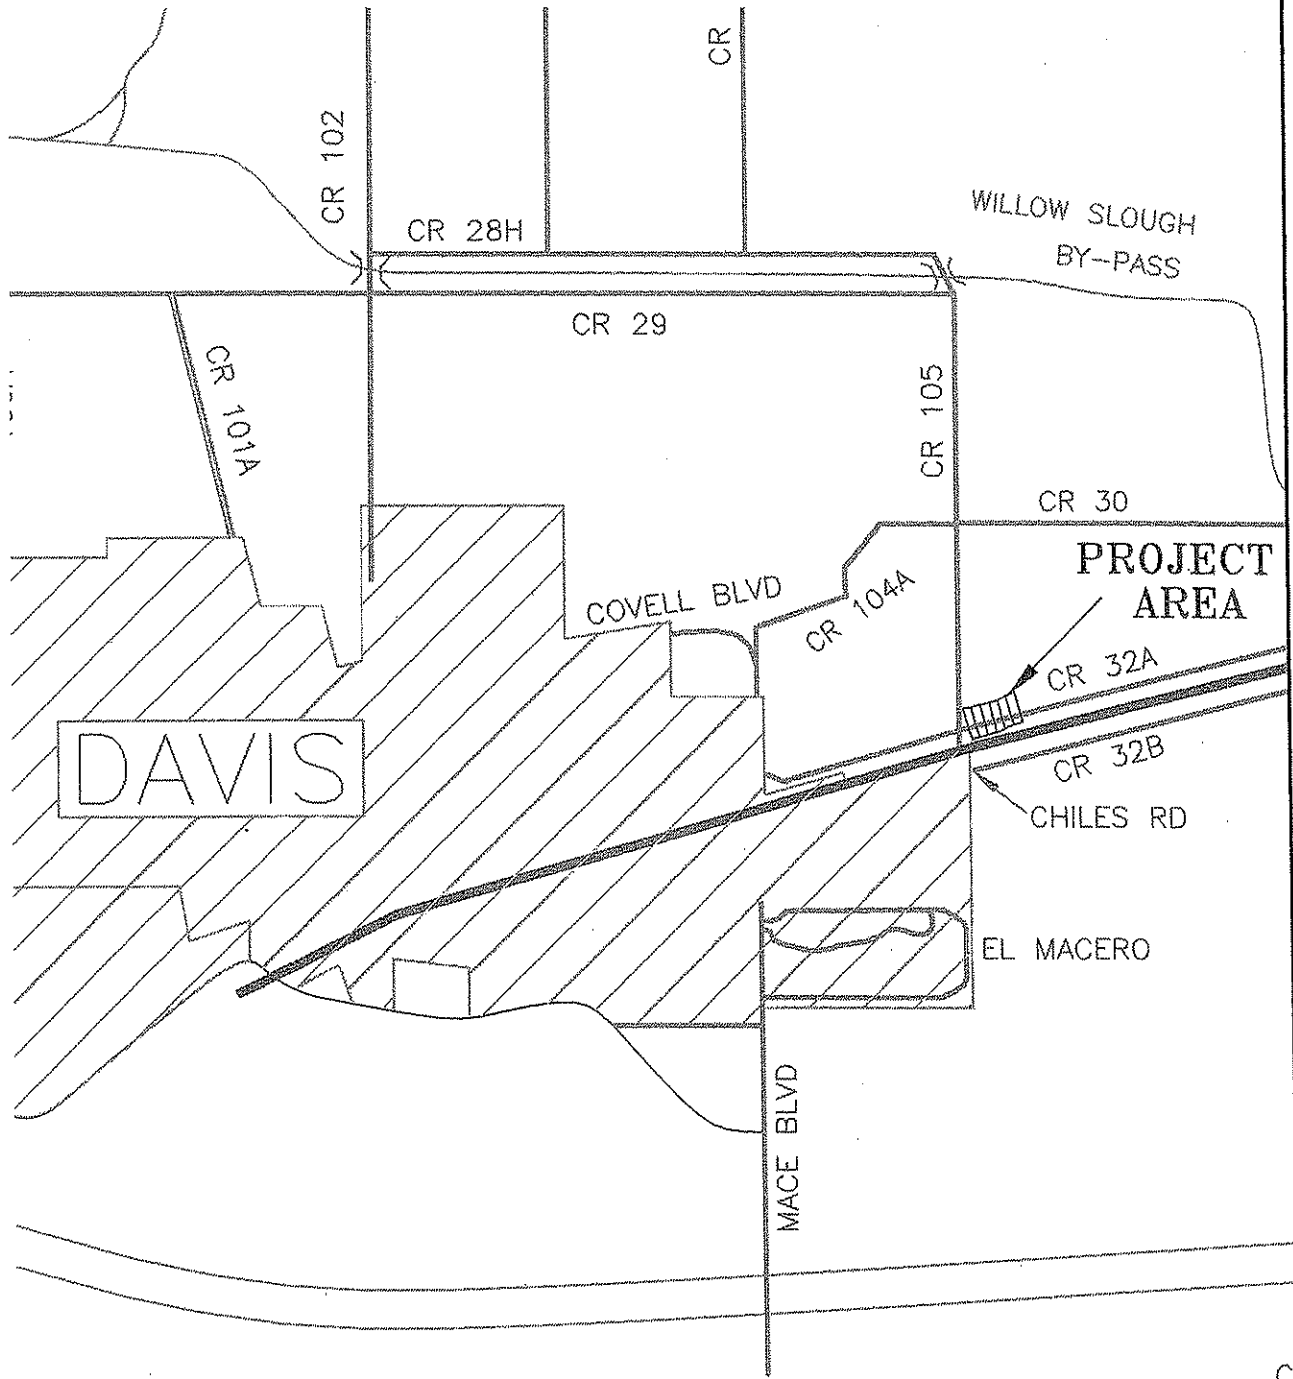 CR
CR 102
CR 28H
WILLOW SLOUGH
BY-PASS
CR 29
CR 101A
CR 105
CR 30
PROJECT
AREA
COVELL BLVD
CR 104A
CR 32A
DAVIS
CR 32B
CHILES RD
EL MACERO
MACE BLVD